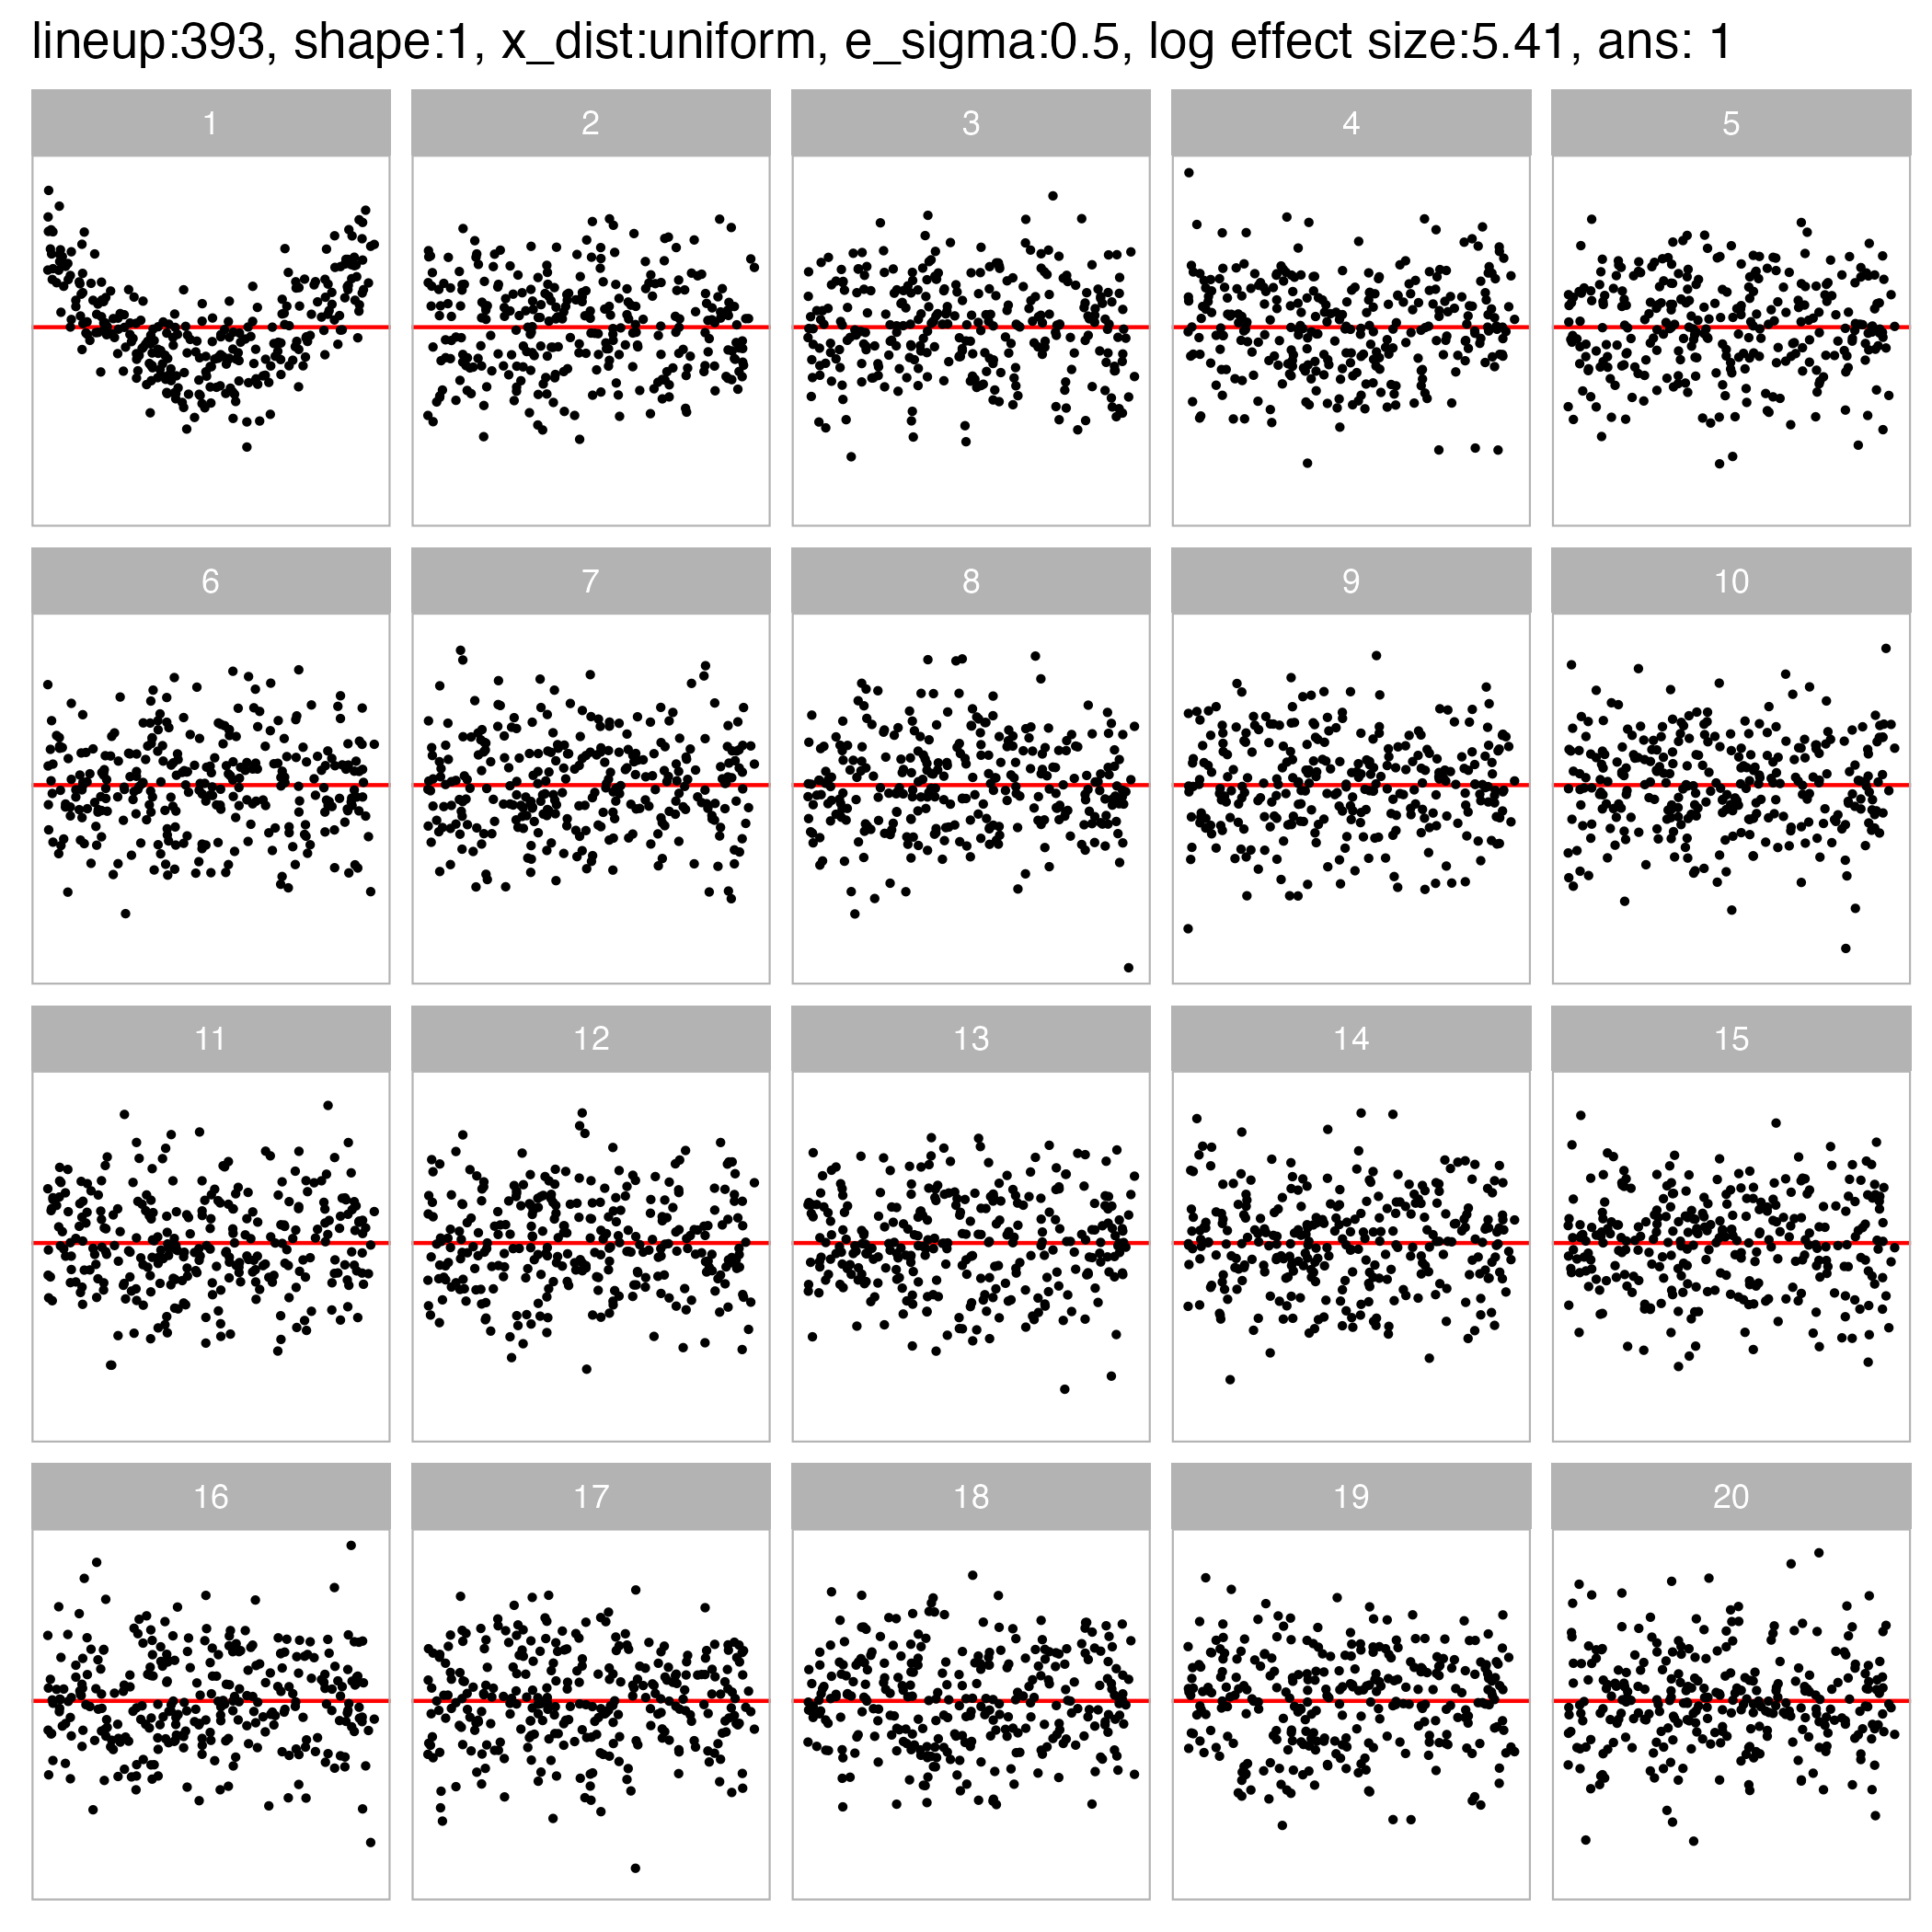 lineup:393, shape:1, x_dist:uniform, e_sigma:0.5, log effect size:5.41, ans: 1
1 2 3 4 5
6 7 8 9 10
11 12 13 14 15
16 17 18 19 20